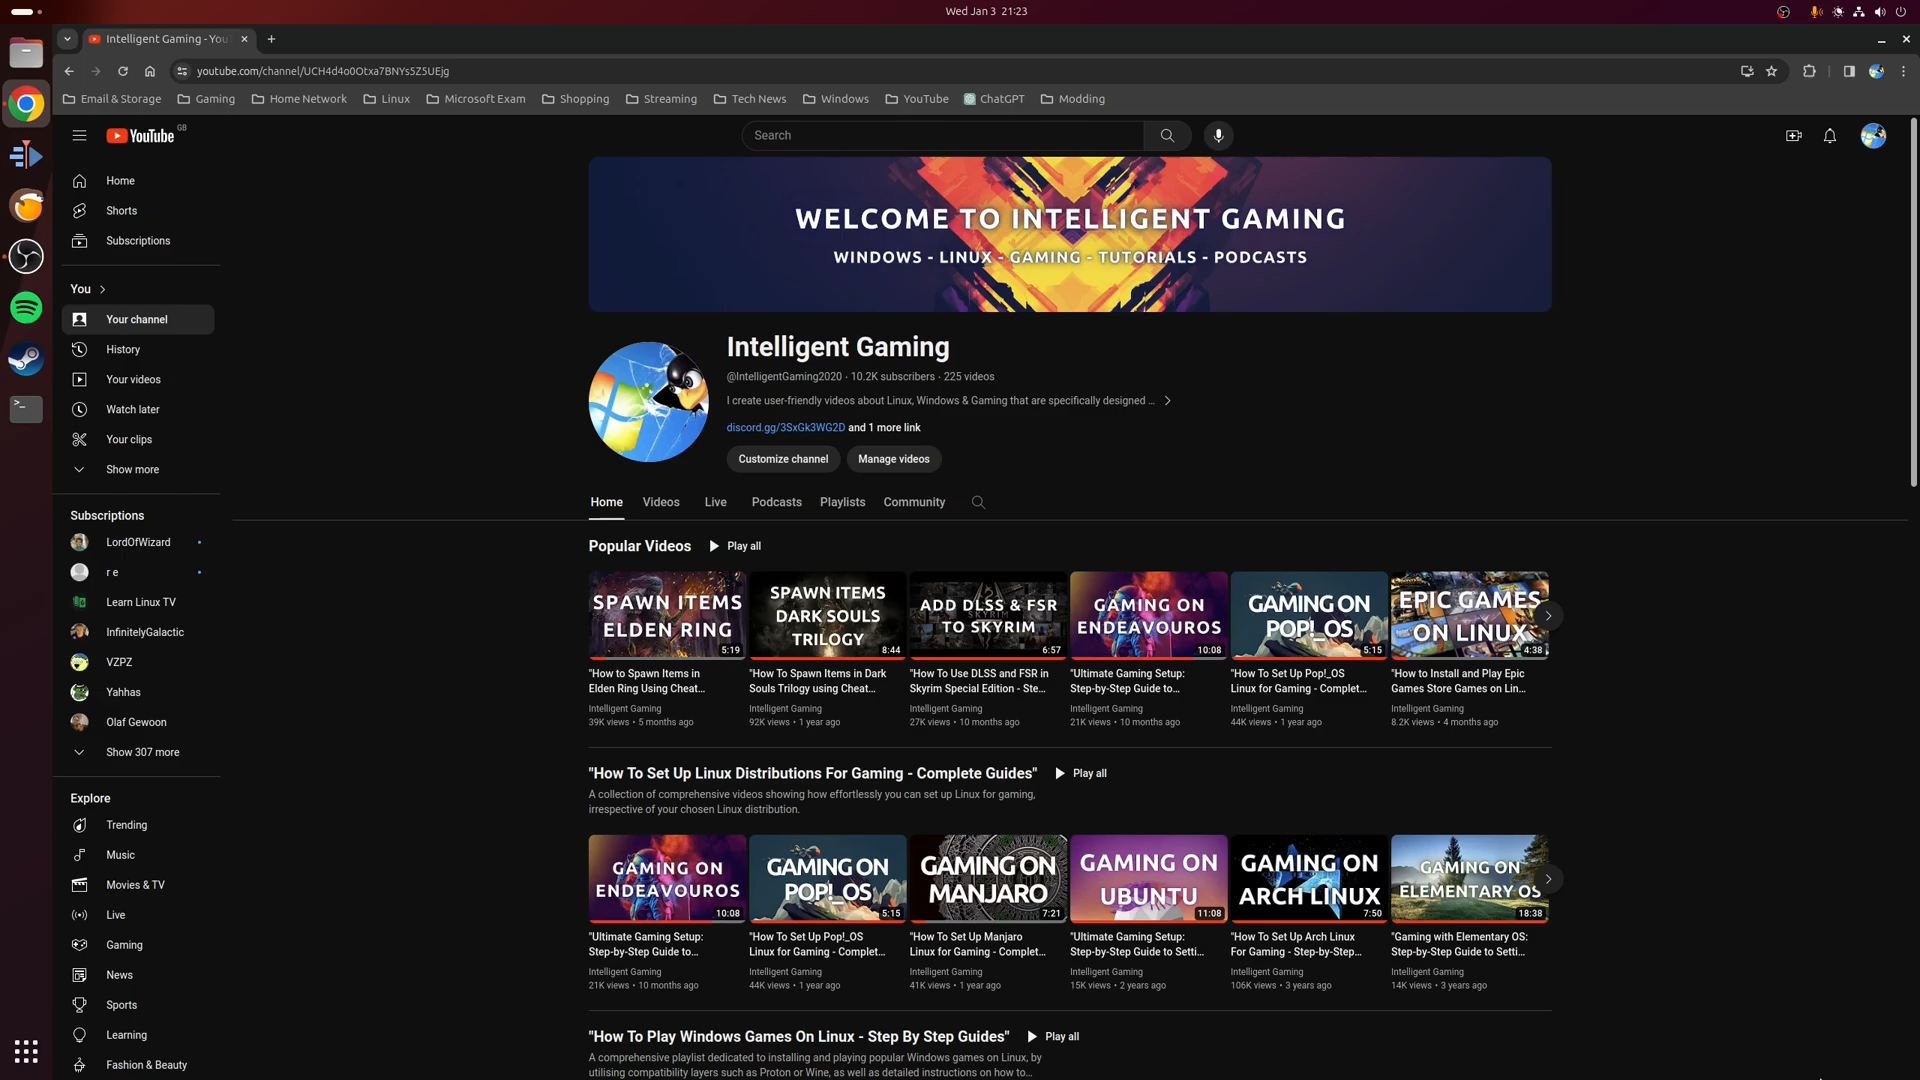 Wed Jan 3 21:23
Intelligent Gaming - You
youtube.com/channel/UCH4d4o0Otxa7BNYs5Z5UEjg
Email & Storage
Gaming
Home Network
Linux
Microsoft Exam
Shopping
Streaming
Tech News
Windows
YouTube
ChatGPT
Modding
YouTube GB
Search
Home
Shorts
Subscriptions
You
Your channel
History
Your videos
Watch later
Your clips
Show more
Subscriptions
LordOfWizard
r e
Learn Linux TV
InfinitelyGalactic
VZPZ
Yahhas
Olaf Gewoon
Show 307 more
Explore
Trending
Music
Movies & TV
Live
Gaming
News
Sports
Learning
Fashion & Beauty
WELCOME TO INTELLIGENT GAMING
WINDOWS - LINUX - GAMING - TUTORIALS - PODCASTS
Intelligent Gaming
@IntelligentGaming2020 · 10.2K subscribers · 225 videos
I create user-friendly videos about Linux, Windows & Gaming that are specifically designed ...
discord.gg/3SxGk3WG2D and 1 more link
Customize channel
Manage videos
Home
Videos
Live
Podcasts
Playlists
Community
Popular Videos
Play all
SPAWN ITEMS
ELDEN RING
5:19
"How to Spawn Items in
Elden Ring Using Cheat...
Intelligent Gaming
39K views • 5 months ago
SPAWN ITEMS
DARK SOULS
TRILOGY
8:44
"How To Spawn Items in Dark
Souls Trilogy using Cheat...
Intelligent Gaming
92K views • 1 year ago
ADD DLSS & FSR
TO SKYRIM
6:57
"How To Use DLSS and FSR in
Skyrim Special Edition - Ste...
Intelligent Gaming
27K views • 10 months ago
GAMING ON
ENDEAVOUROS
10:08
"Ultimate Gaming Setup:
Step-by-Step Guide to...
Intelligent Gaming
21K views • 10 months ago
GAMING ON
POP!_OS
5:15
"How To Set Up Pop!_OS
Linux for Gaming - Complet...
Intelligent Gaming
44K views • 1 year ago
EPIC GAMES
ON LINUX
4:38
"How to Install and Play Epic
Games Store Games on Lin...
Intelligent Gaming
8.2K views • 4 months ago
"How To Set Up Linux Distributions For Gaming - Complete Guides"
Play all
A collection of comprehensive videos showing how effortlessly you can set up Linux for gaming,
irrespective of your chosen Linux distribution.
GAMING ON
ENDEAVOUROS
10:08
"Ultimate Gaming Setup:
Step-by-Step Guide to...
Intelligent Gaming
21K views • 10 months ago
GAMING ON
POP!_OS
5:15
"How To Set Up Pop!_OS
Linux for Gaming - Complet...
Intelligent Gaming
44K views • 1 year ago
GAMING ON
MANJARO
7:21
"How To Set Up Manjaro
Linux for Gaming - Complet...
Intelligent Gaming
41K views • 1 year ago
GAMING ON
UBUNTU
11:08
"Ultimate Gaming Setup:
Step-by-Step Guide to Setti...
Intelligent Gaming
15K views • 2 years ago
GAMING ON
ARCH LINUX
7:50
"How To Set Up Arch Linux
For Gaming - Step-by-Step...
Intelligent Gaming
106K views • 3 years ago
GAMING ON
ELEMENTARY OS
18:38
"Gaming with Elementary OS:
Step-by-Step Guide to Setti...
Intelligent Gaming
14K views • 3 years ago
"How To Play Windows Games On Linux - Step By Step Guides"
Play all
A comprehensive playlist dedicated to installing and playing popular Windows games on Linux, by
utilising compatibility layers such as Proton or Wine, as well as detailed instructions on how to...